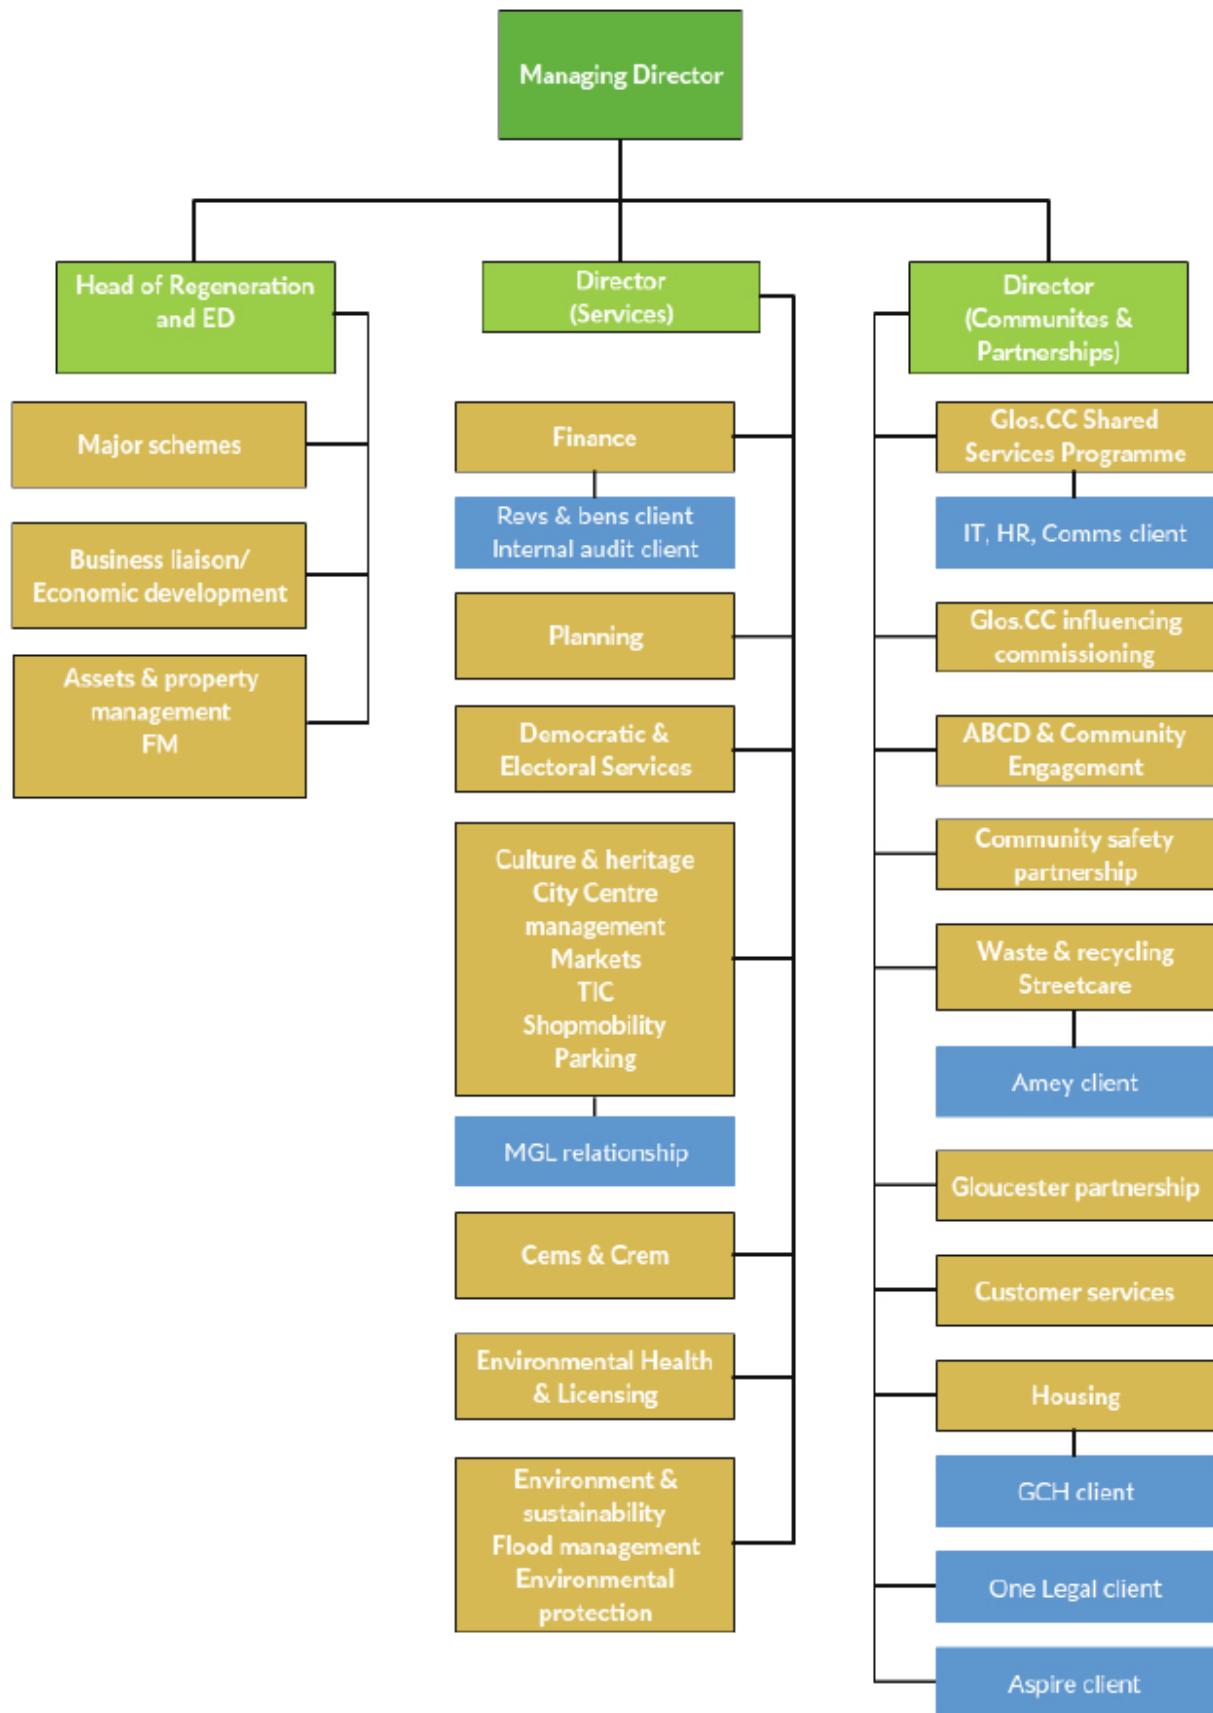 Managing Director
Head of Regeneration
and ED
Major schemes
Business liaison/
Economic development
Assets & property
management
FM
Director
(Services)
Finance
Revs & bens client
Internal audit client
Planning
Democratic &
Electoral Services
Culture & heritage
City Centre
management
Markets
TIC
Shopmobility
Parking
MGL relationship
Cems & Crem
Environmental Health
& Licensing
Environment &
sustainability
Flood management
Environmental
protection
Director
(Communites &
Partnerships)
Glos.CC Shared
Services Programme
IT, HR, Comms client
Glos.CC influencing
commissioning
ABCD & Community
Engagement
Community safety
partnership
Waste & recycling
Streetcare
Amey client
Gloucester partnership
Customer services
Housing
GCH client
One Legal client
Aspire client